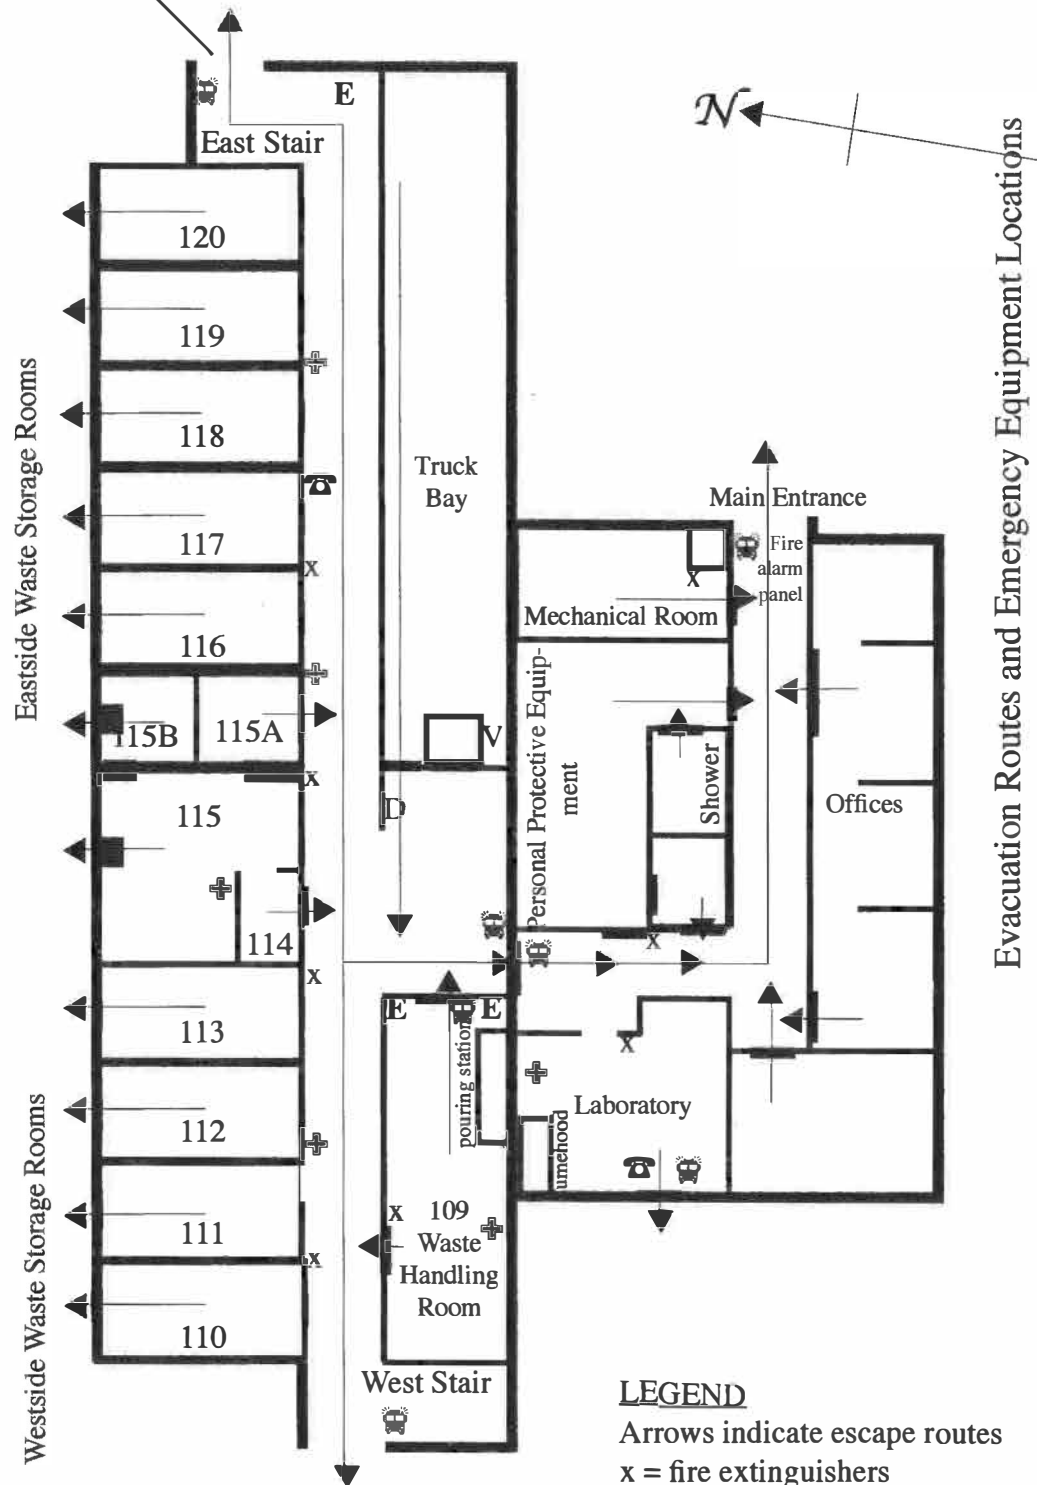 E
N
East Stair
120
119
118
117
116
115B
115A
115
114
113
112
111
110
Eastside Waste Storage Rooms
Westside Waste Storage Rooms
x
x
x
x
Truck
Bay
V
D
Main Entrance
Fire
alarm
panel
x
Mechanical Room
Personal Protective Equip-
ment
Shower
Offices
x
E
E
pouring station
x
Laboratory
umehood
x
109
Waste
Handling
Room
West Stair
Evacuation Routes and Emergency Equipment Locations
LEGEND
Arrows indicate escape routes
x = fire extinguishers